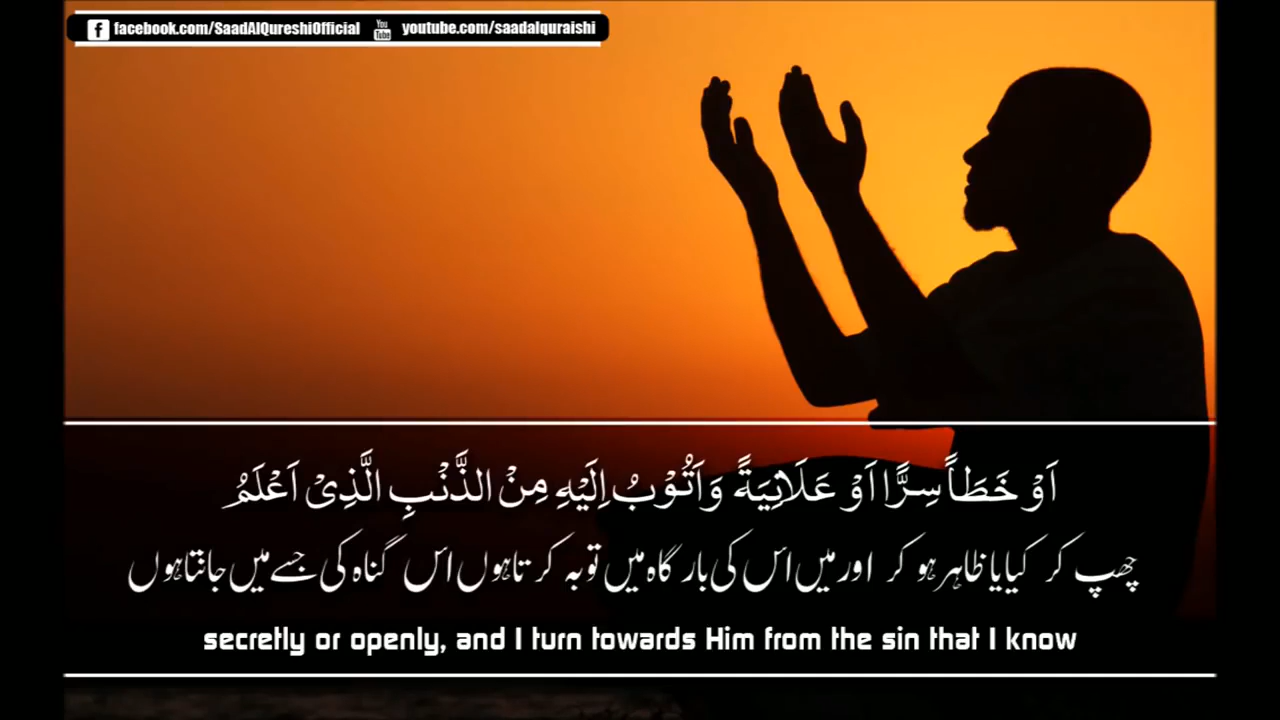 facebook.com/SaadAlQureshiOfficial You Tube youtube.com/saadalquraishi
اَوْ خَطَاً سِرًّا اَوْ عَلَانِيَةً وَاَتُوْبُ اِلَيْهِ مِنْ الذَّنْبِ الَّذِىْ اَعْلَمُ
چھپ کر کیا یا ظاہر ہو کر اور میں اس کی بارگاہ میں توبہ کرتا ہوں اس گناہ کی جسے میں جانتا ہوں
secretly or openly, and I turn towards Him from the sin that I know